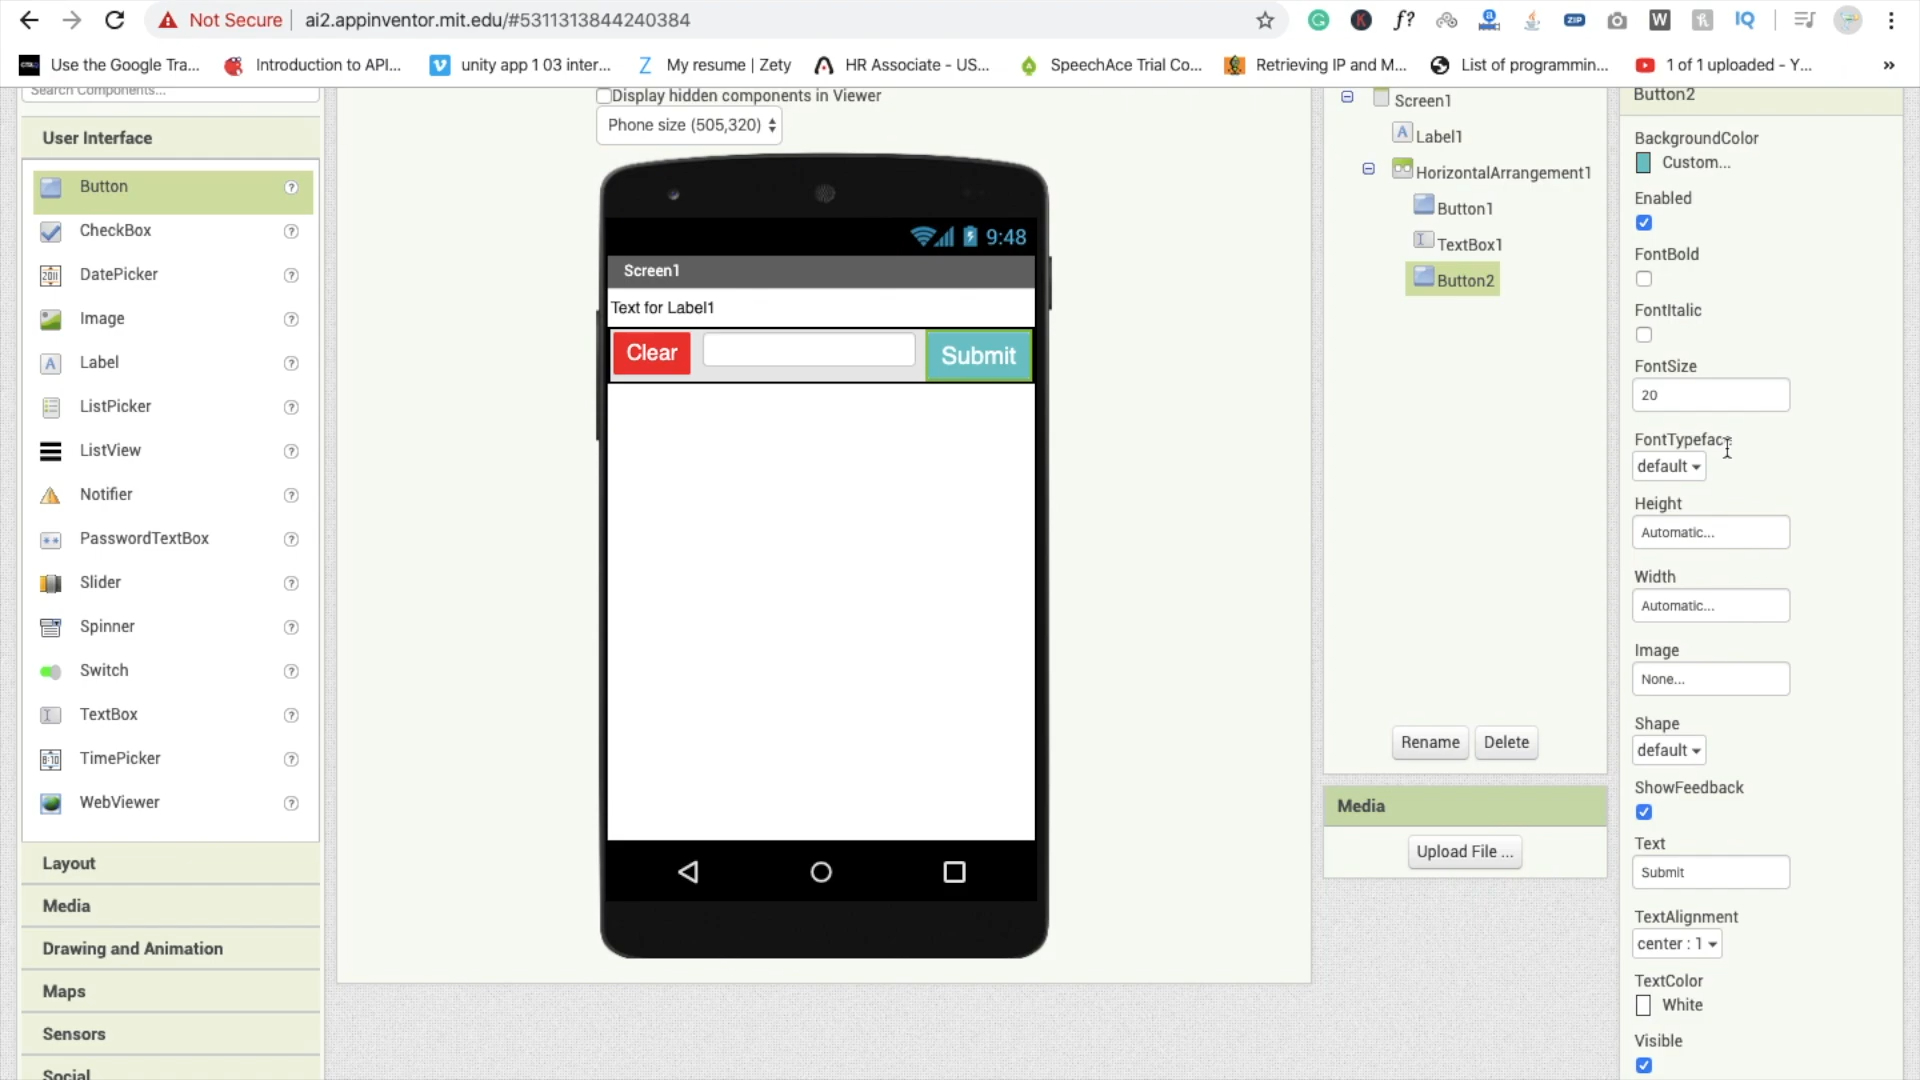 Not Secure
ai2.appinventor.mit.edu/#5311313844240384
Use the Google Tra...
Introduction to API...
unity app 1 03 inter...
My resume | Zety
HR Associate - US...
SpeechAce Trial Co...
Retrieving IP and M...
List of programmin...
1 of 1 uploaded - Y...
Search Components...
User Interface
Button
CheckBox
DatePicker
Image
Label
ListPicker
ListView
Notifier
PasswordTextBox
Slider
Spinner
Switch
TextBox
TimePicker
WebViewer
Layout
Media
Drawing and Animation
Maps
Sensors
Social
Display hidden components in Viewer
Phone size (505,320)
9:48
Screen1
Text for Label1
Clear
Submit
Screen1
Label1
HorizontalArrangement1
Button1
TextBox1
Button2
Rename
Delete
Media
Upload File ...
Button2
BackgroundColor
Custom...
Enabled
FontBold
FontItalic
FontSize
20
FontTypeface
default
Height
Automatic...
Width
Automatic...
Image
None...
Shape
default
ShowFeedback
Text
Submit
TextAlignment
center : 1
TextColor
White
Visible